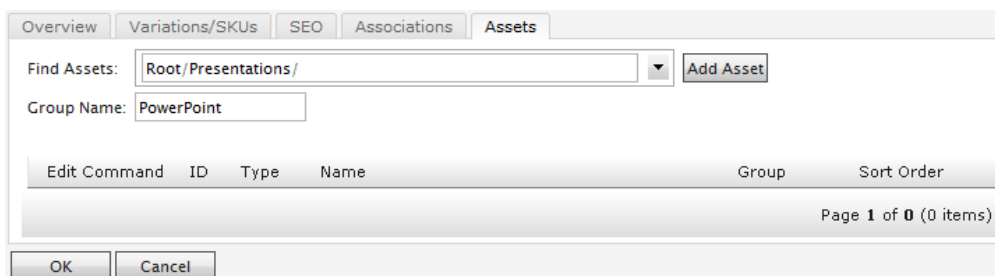 Overview Variations/SKUs SEO Associations Assets
Find Assets: Root/Presentations/ Add Asset
Group Name: PowerPoint
Edit Command ID Type Name Group Sort Order
Page 1 of 0 (0 items)
OK Cancel